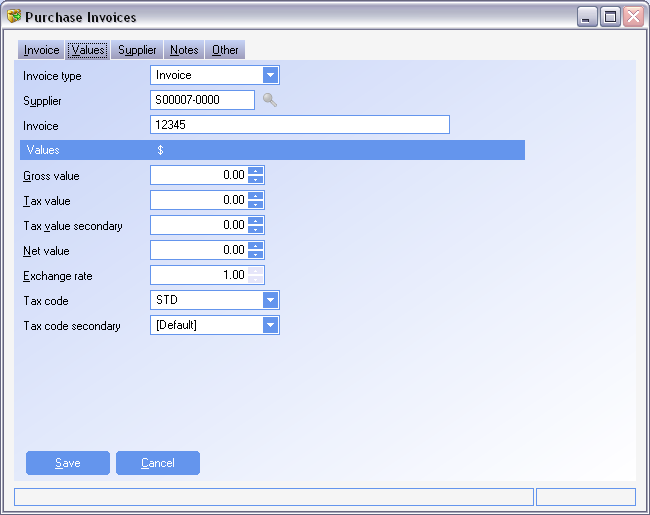 Purchase Invoices
Invoice Values Supplier Notes Other
Invoice type Invoice
Supplier S00007-0000
Invoice 12345
Values $
Gross value 0.00
Tax value 0.00
Tax value secondary 0.00
Net value 0.00
Exchange rate 1.00
Tax code STD
Tax code secondary [Default]
Save Cancel